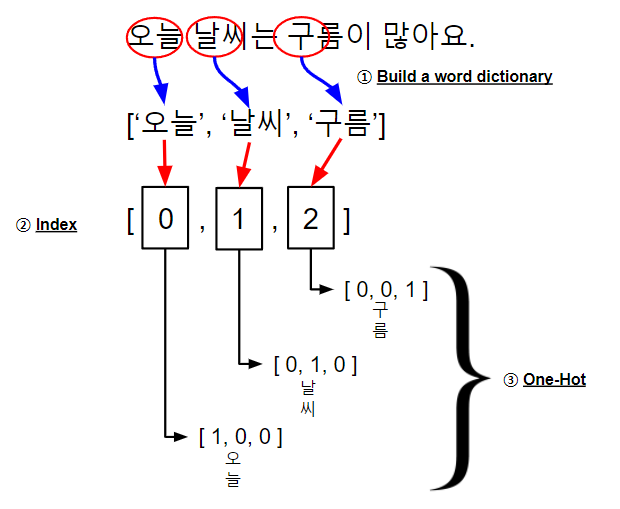 오늘 날씨는 구름이 많아요.
① Build a word dictionary
['오늘', '날씨', '구름']
② Index
[ 0 , 1 , 2 ]
[ 0, 0, 1 ]
구
름
[ 0, 1, 0 ]
날
씨
③ One-Hot
[ 1, 0, 0 ]
오
늘